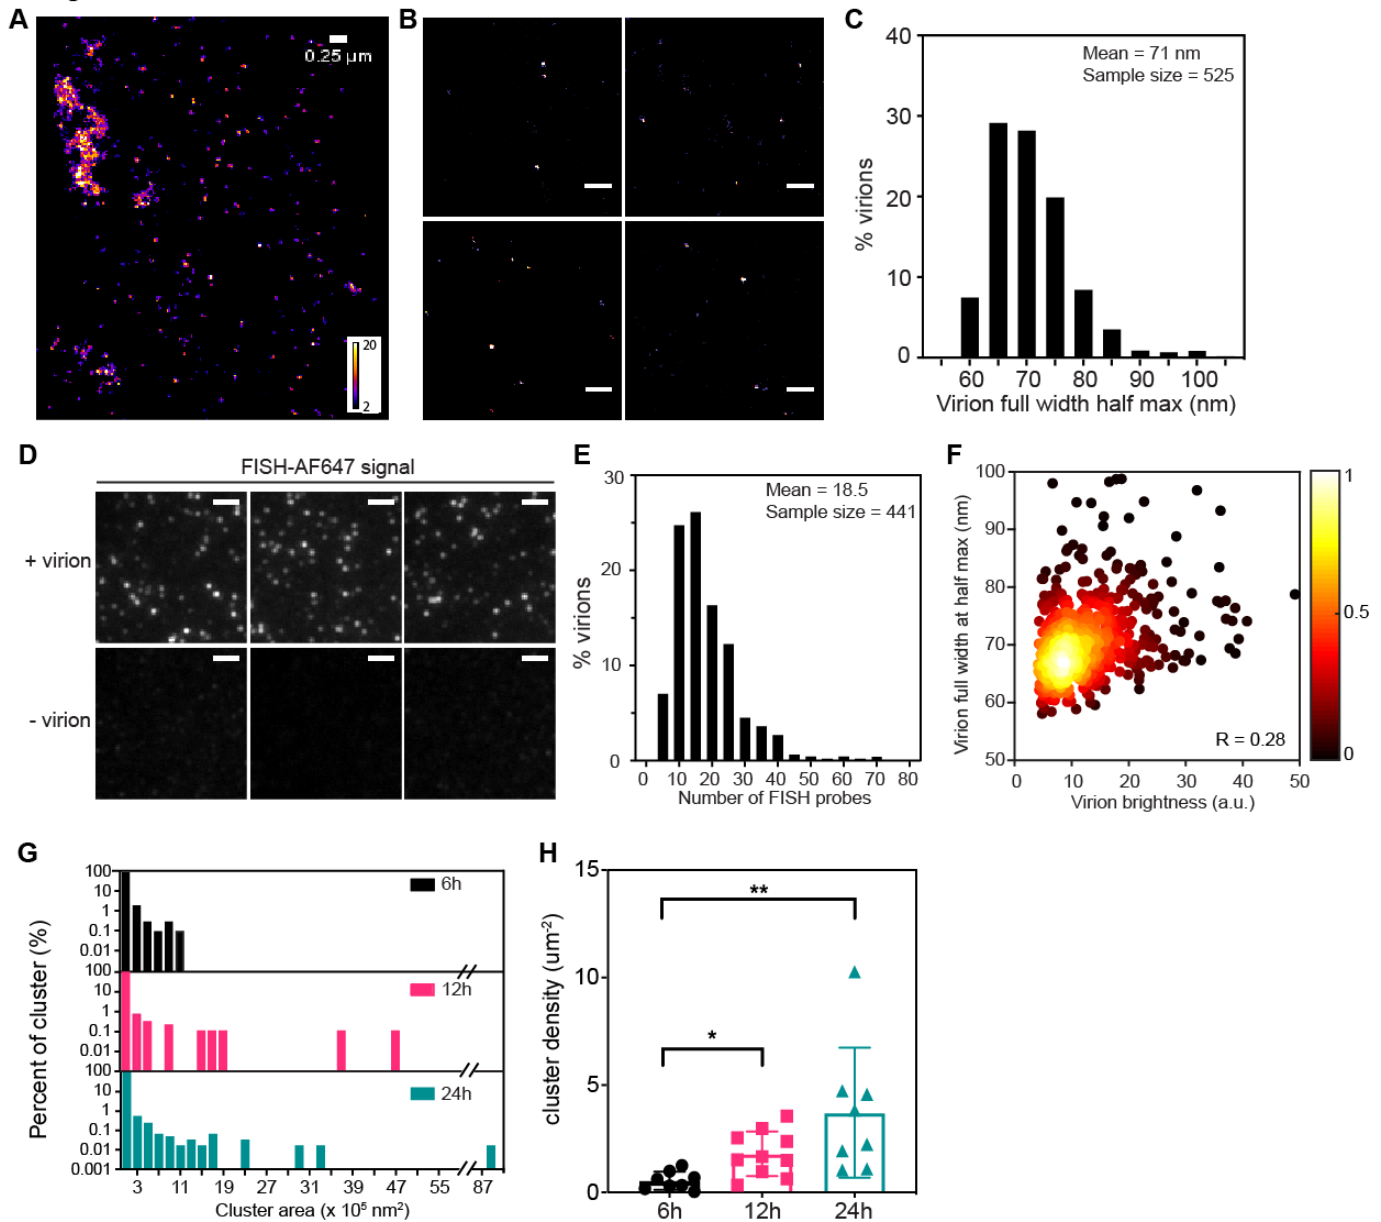 A
0.25 µm
20
2
B
C
40
30
20
10
0
% virions
Mean = 71 nm
Sample size = 525
60 70 80 90 100
Virion full width half max (nm)
D
FISH-AF647 signal
+ virion
- virion
E
30
20
10
0
% virions
Mean = 18.5
Sample size = 441
0 10 20 30 40 50 60 70 80
Number of FISH probes
F
100
90
80
70
60
50
Virion full width at half max (nm)
R = 0.28
0 10 20 30 40 50
Virion brightness (a.u.)
1
0.5
0
G
Percent of cluster (%)
100
10
1
0.1
0.01
6h
100
10
1
0.1
0.01
12h
100
10
1
0.1
0.01
0.001
24h
3 11 19 27 31 39 47 55 87
Cluster area (x 10⁵ nm²)
H
15
10
5
0
cluster density (um⁻²)
**
*
6h 12h 24h